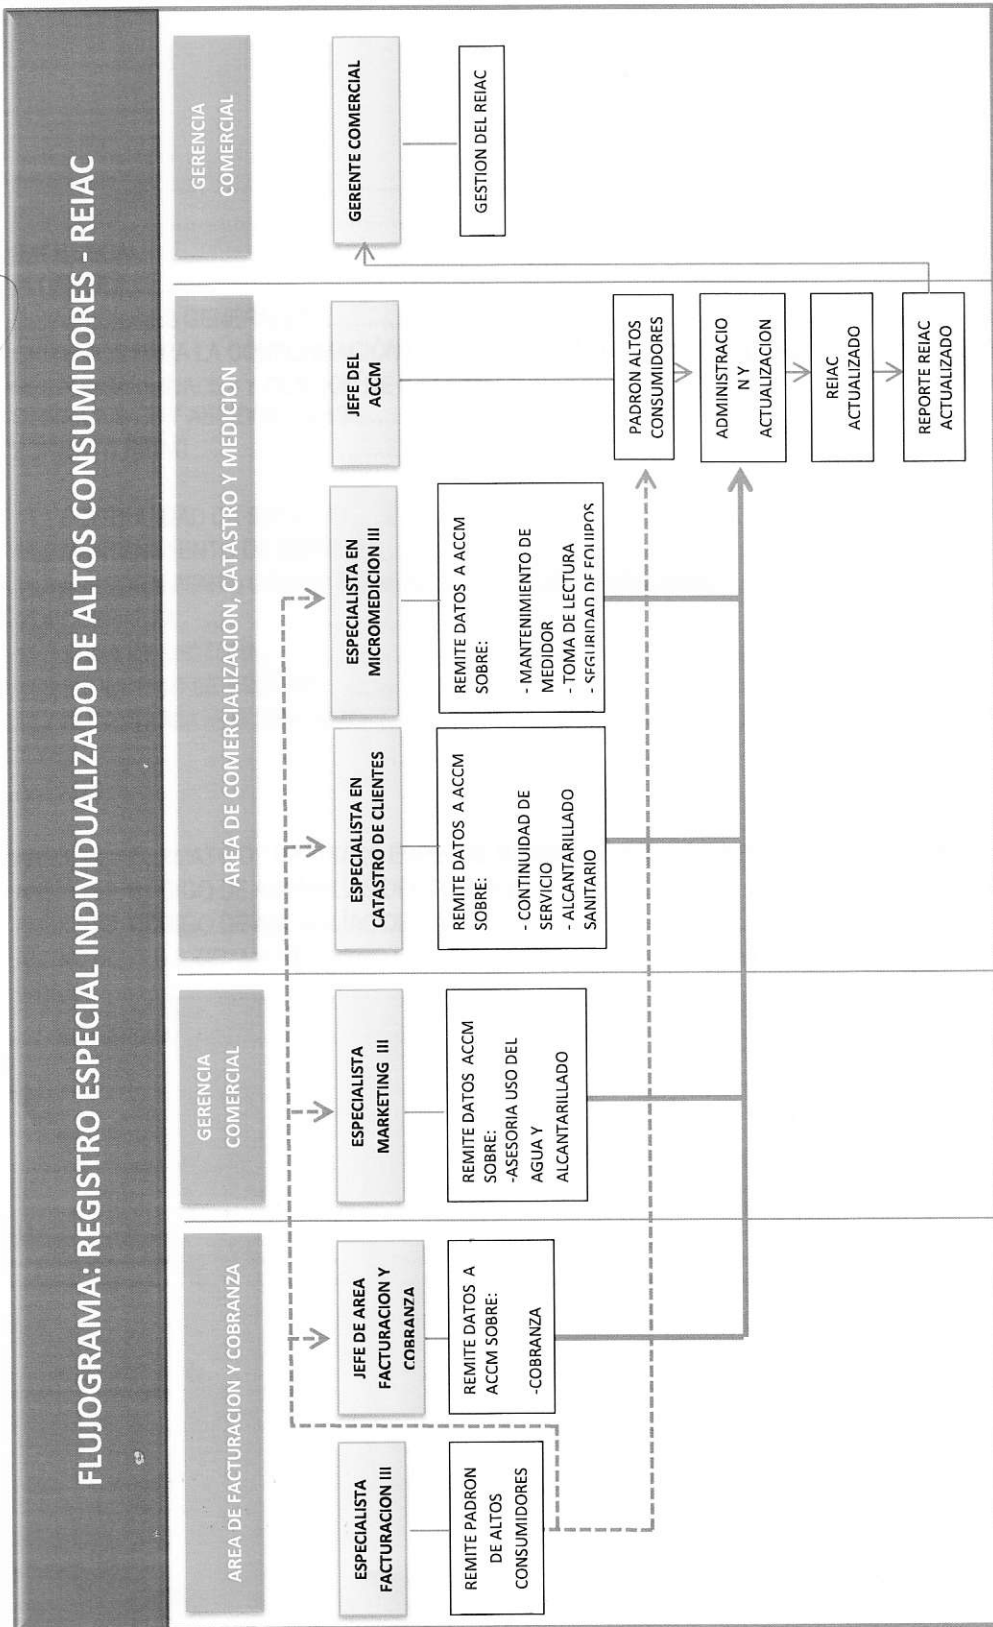 FLUJOGRAMA: REGISTRO ESPECIAL INDIVIDUALIZADO DE ALTOS CONSUMIDORES - REIAC
AREA DE FACTURACION Y COBRANZA
GERENCIA
COMERCIAL
AREA DE COMERCIALIZACION, CATASTRO Y MEDICION
GERENCIA
COMERCIAL
ESPECIALISTA
FACTURACION III
JEFE DE AREA
FACTURACION Y
COBRANZA
ESPECIALISTA
MARKETING III
ESPECIALISTA EN
CATASTRO DE CLIENTES
ESPECIALISTA EN
MICROMEDICION III
JEFE DEL
ACCM
GERENTE COMERCIAL
REMITE PADRON
DE ALTOS
CONSUMIDORES
REMITE DATOS A
ACCM SOBRE:
-COBRANZA
REMITE DATOS ACCM
SOBRE:
-ASESORIA USO DEL
AGUA Y
ALCANTARILLADO
REMITE DATOS A ACCM
SOBRE:
- CONTINUIDAD DE
SERVICIO
- ALCANTARILLADO
SANITARIO
REMITE DATOS A ACCM
SOBRE:
- MANTENIMIENTO DE
MEDIDOR
- TOMA DE LECTURA
- SEGURIDAD DE EQUIPOS
GESTION DEL REIAC
PADRON ALTOS
CONSUMIDORES
ADMINISTRACIO
N Y
ACTUALIZACION
REIAC
ACTUALIZADO
REPORTE REIAC
ACTUALIZADO